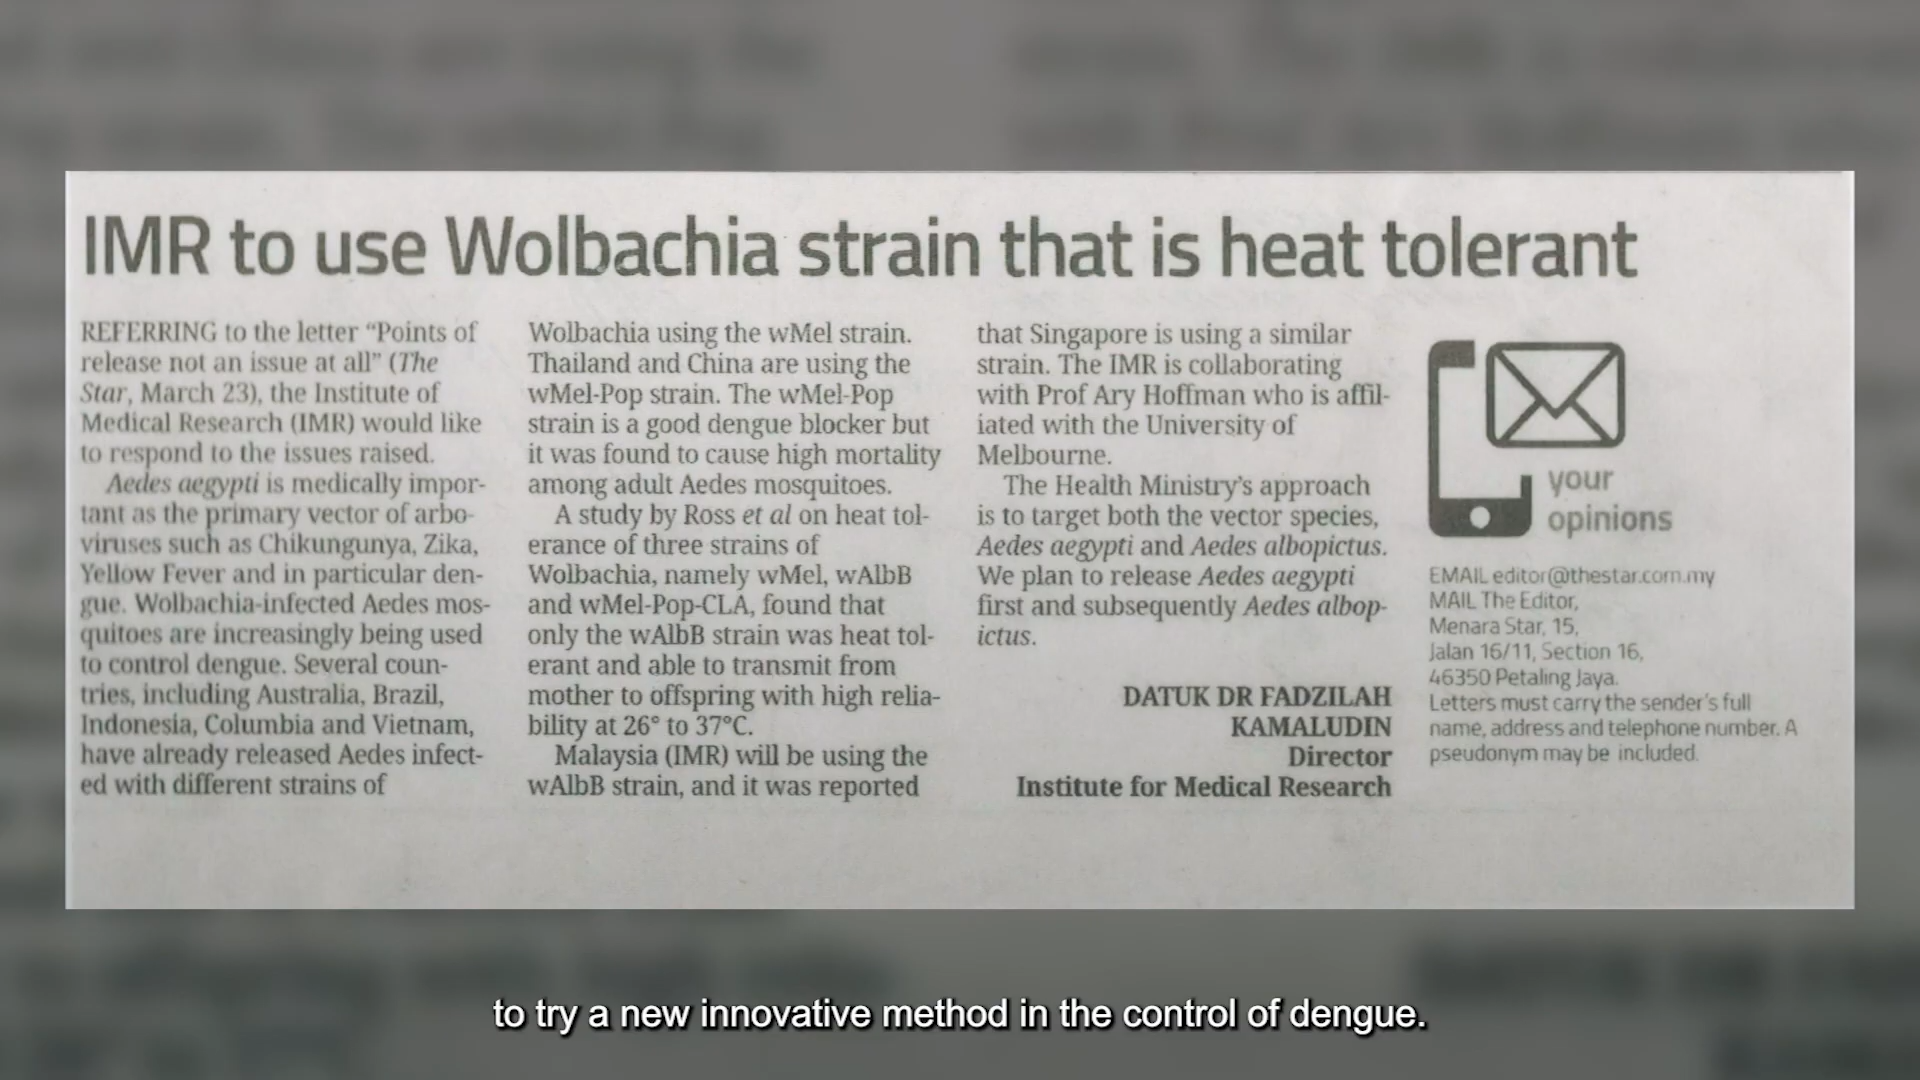 IMR to use Wolbachia strain that is heat tolerant
REFERRING to the letter “Points of
release not an issue at all” (The
Star, March 23), the Institute of
Medical Research (IMR) would like
to respond to the issues raised.
Aedes aegypti is medically impor-
tant as the primary vector of arbo-
viruses such as Chikungunya, Zika,
Yellow Fever and in particular den-
gue. Wolbachia-infected Aedes mos-
quitoes are increasingly being used
to control dengue. Several coun-
tries, including Australia, Brazil,
Indonesia, Columbia and Vietnam,
have already released Aedes infect-
ed with different strains of
Wolbachia using the wMel strain.
Thailand and China are using the
wMel-Pop strain. The wMel-Pop
strain is a good dengue blocker but
it was found to cause high mortality
among adult Aedes mosquitoes.
A study by Ross et al on heat tol-
erance of three strains of
Wolbachia, namely wMel, wAlbB
and wMel-Pop-CLA, found that
only the wAlbB strain was heat tol-
erant and able to transmit from
mother to offspring with high relia-
bility at 26° to 37°C.
Malaysia (IMR) will be using the
wAlbB strain, and it was reported
that Singapore is using a similar
strain. The IMR is collaborating
with Prof Ary Hoffman who is affil-
iated with the University of
Melbourne.
The Health Ministry’s approach
is to target both the vector species,
Aedes aegypti and Aedes albopictus.
We plan to release Aedes aegypti
first and subsequently Aedes albop-
ictus.
DATUK DR FADZILAH
KAMALUDIN
Director
Institute for Medical Research
your
opinions
EMAIL editor@thestar.com.my
MAIL The Editor,
Menara Star, 15,
Jalan 16/11, Section 16,
46350 Petaling Jaya.
Letters must carry the sender’s full
name, address and telephone number. A
pseudonym may be included.
to try a new innovative method in the control of dengue.